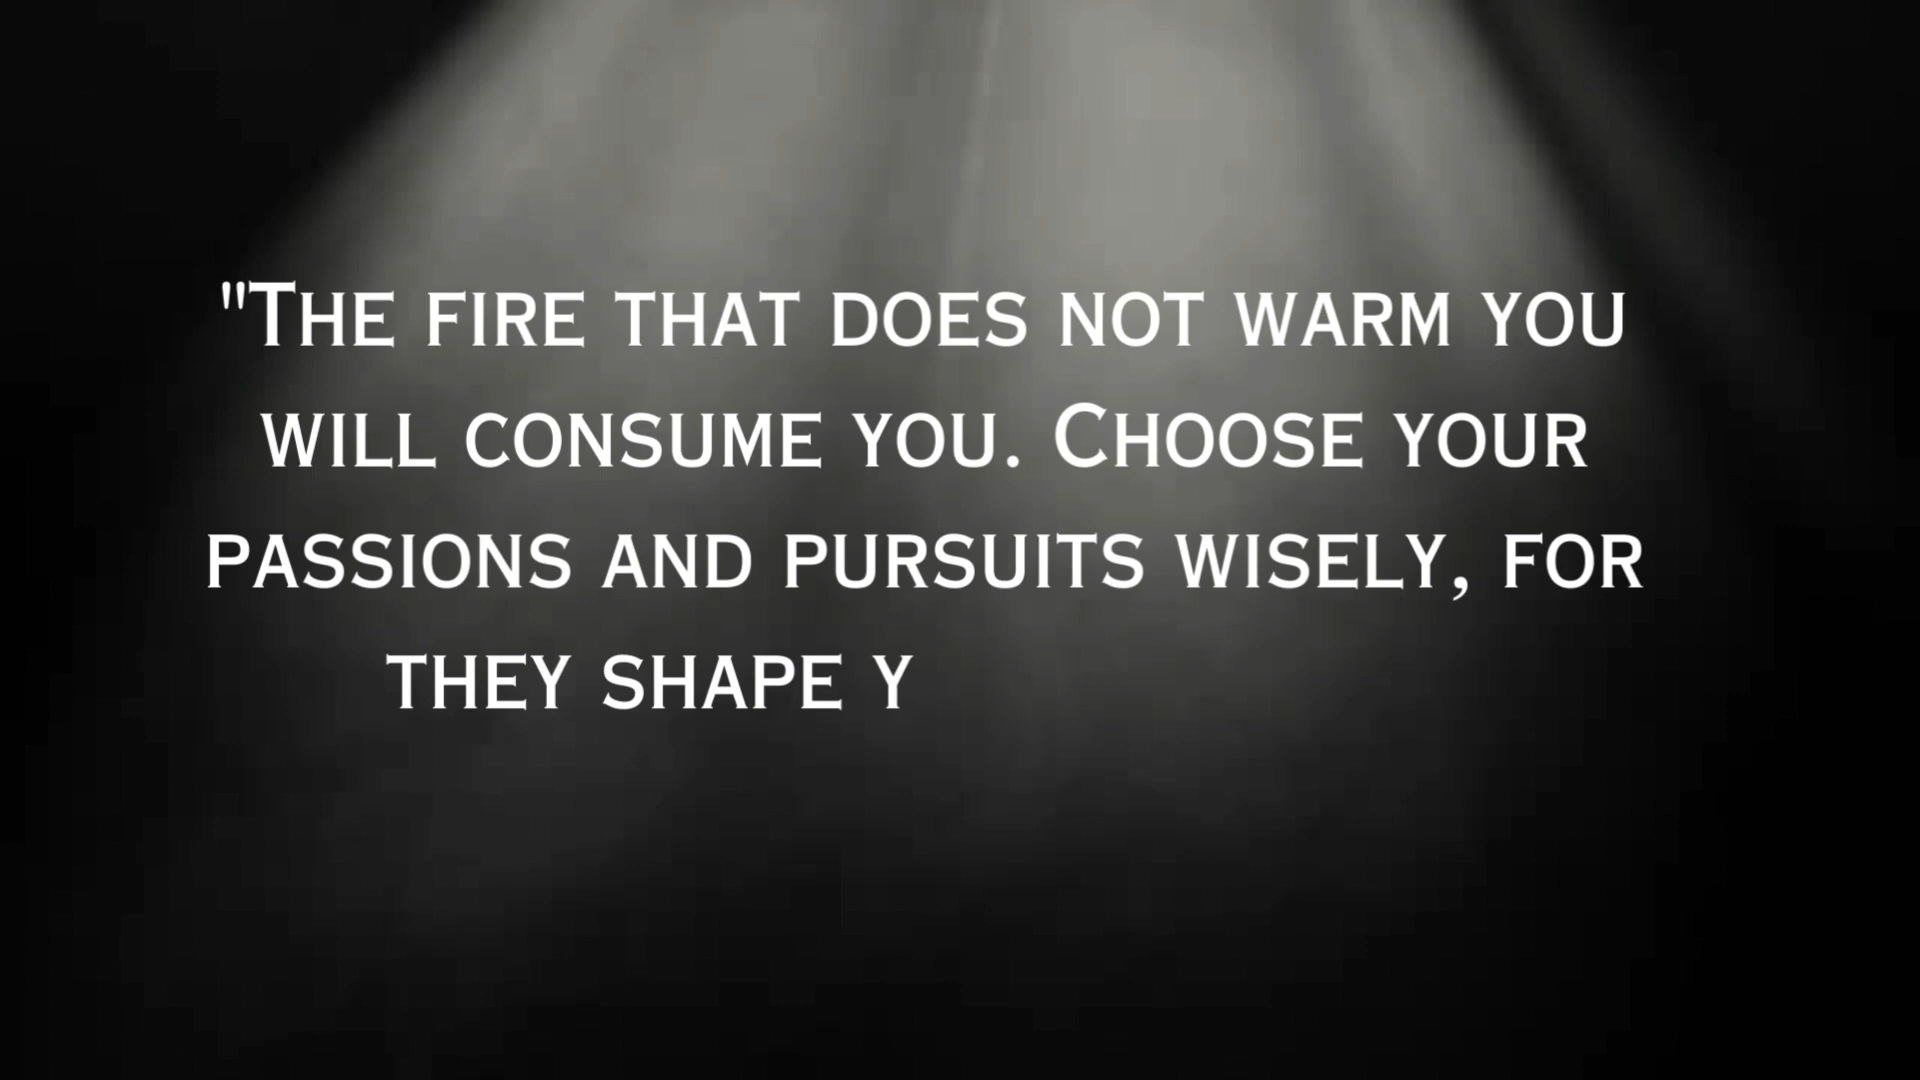 "The fire that does not warm you
will consume you. Choose your
passions and pursuits wisely, for
they shape y